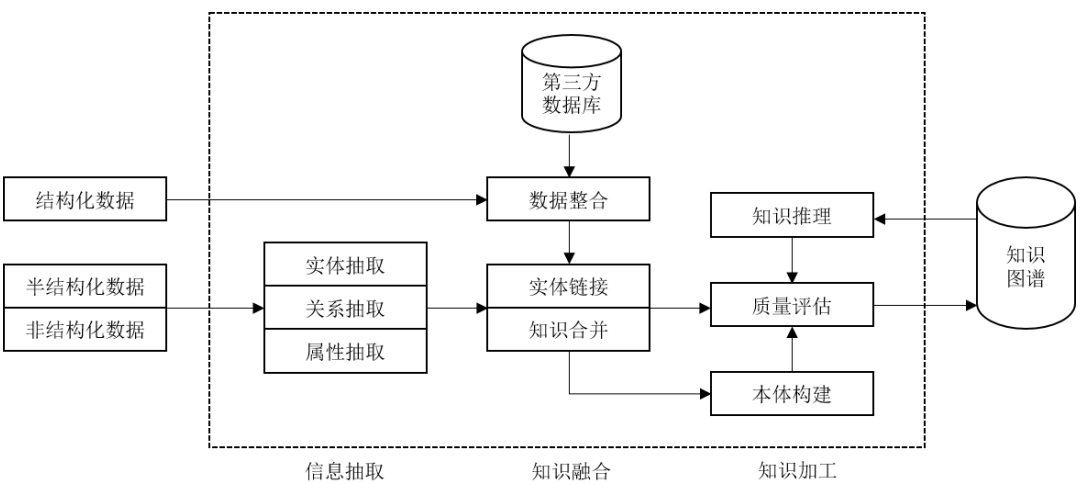 第三方
数据库
结构化数据
数据整合
知识推理
半结构化数据
非结构化数据
实体抽取
关系抽取
属性抽取
实体链接
知识合并
质量评估
本体构建
知识
图谱
信息抽取
知识融合
知识加工